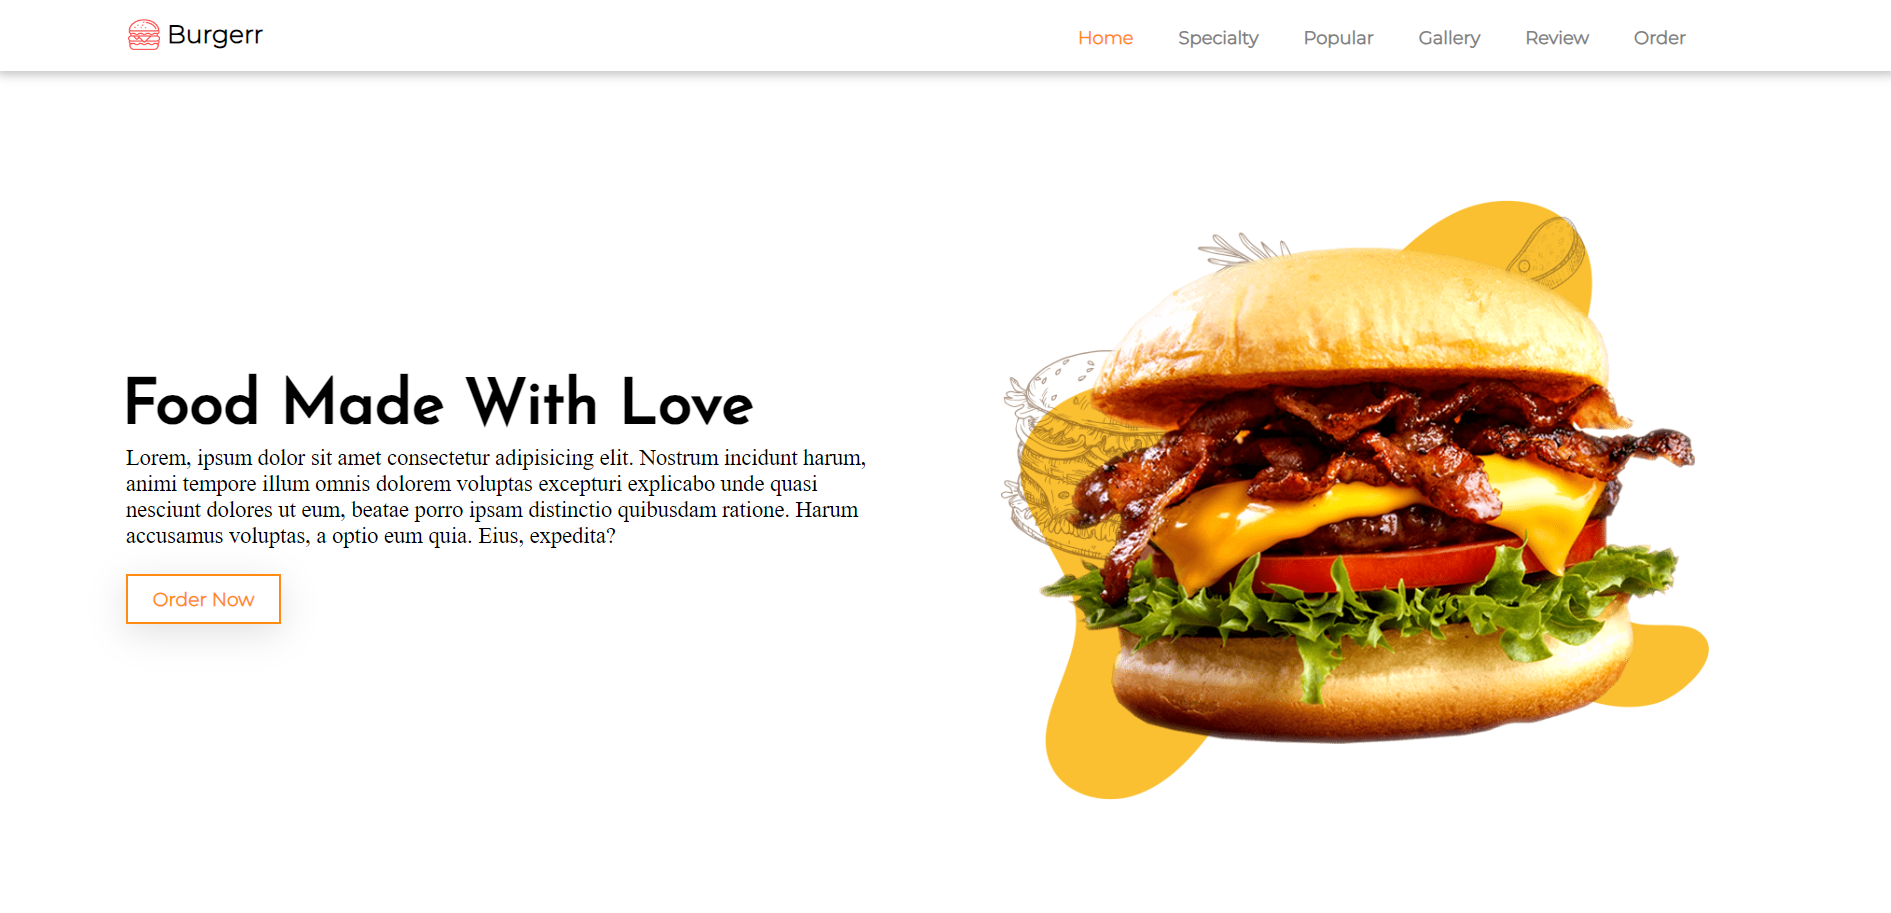 Burgerr
Home Specialty Popular Gallery Review Order
Food Made With Love
Lorem, ipsum dolor sit amet consectetur adipisicing elit. Nostrum incidunt harum,
animi tempore illum omnis dolorem voluptas excepturi explicabo unde quasi
nesciunt dolores ut eum, beatae porro ipsam distinctio quibusdam ratione. Harum
accusamus voluptas, a optio eum quia. Eius, expedita?
Order Now